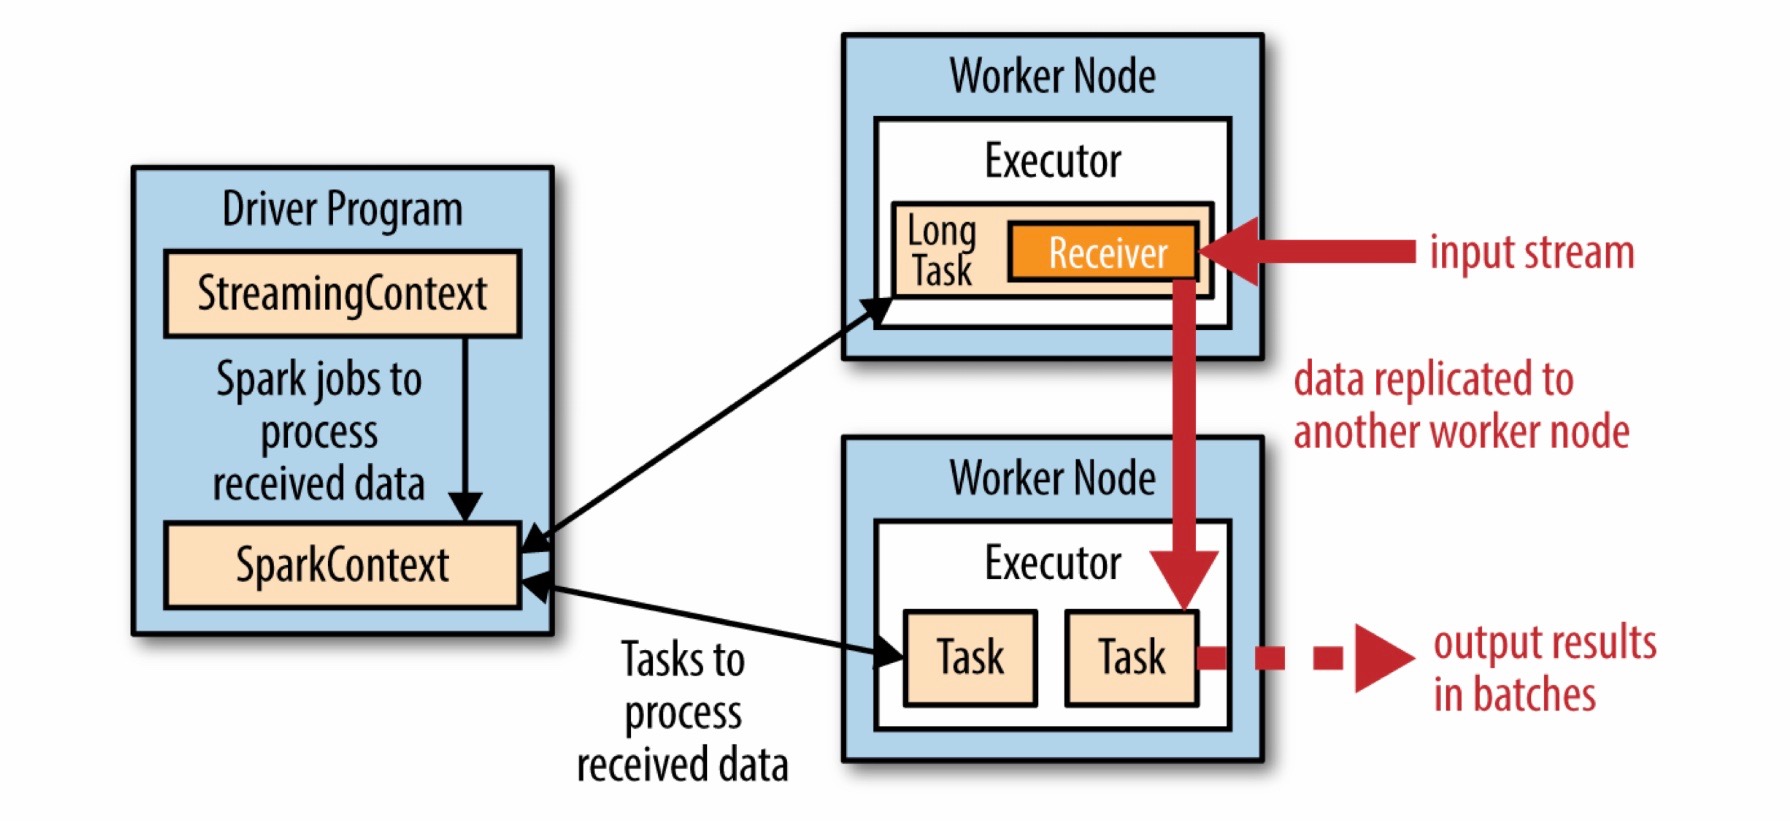 Driver Program
StreamingContext
Spark jobs to
process
received data
SparkContext
Tasks to
process
received data
Worker Node
Executor
Long
Task
Receiver
input stream
data replicated to
another worker node
Worker Node
Executor
Task
Task
output results
in batches